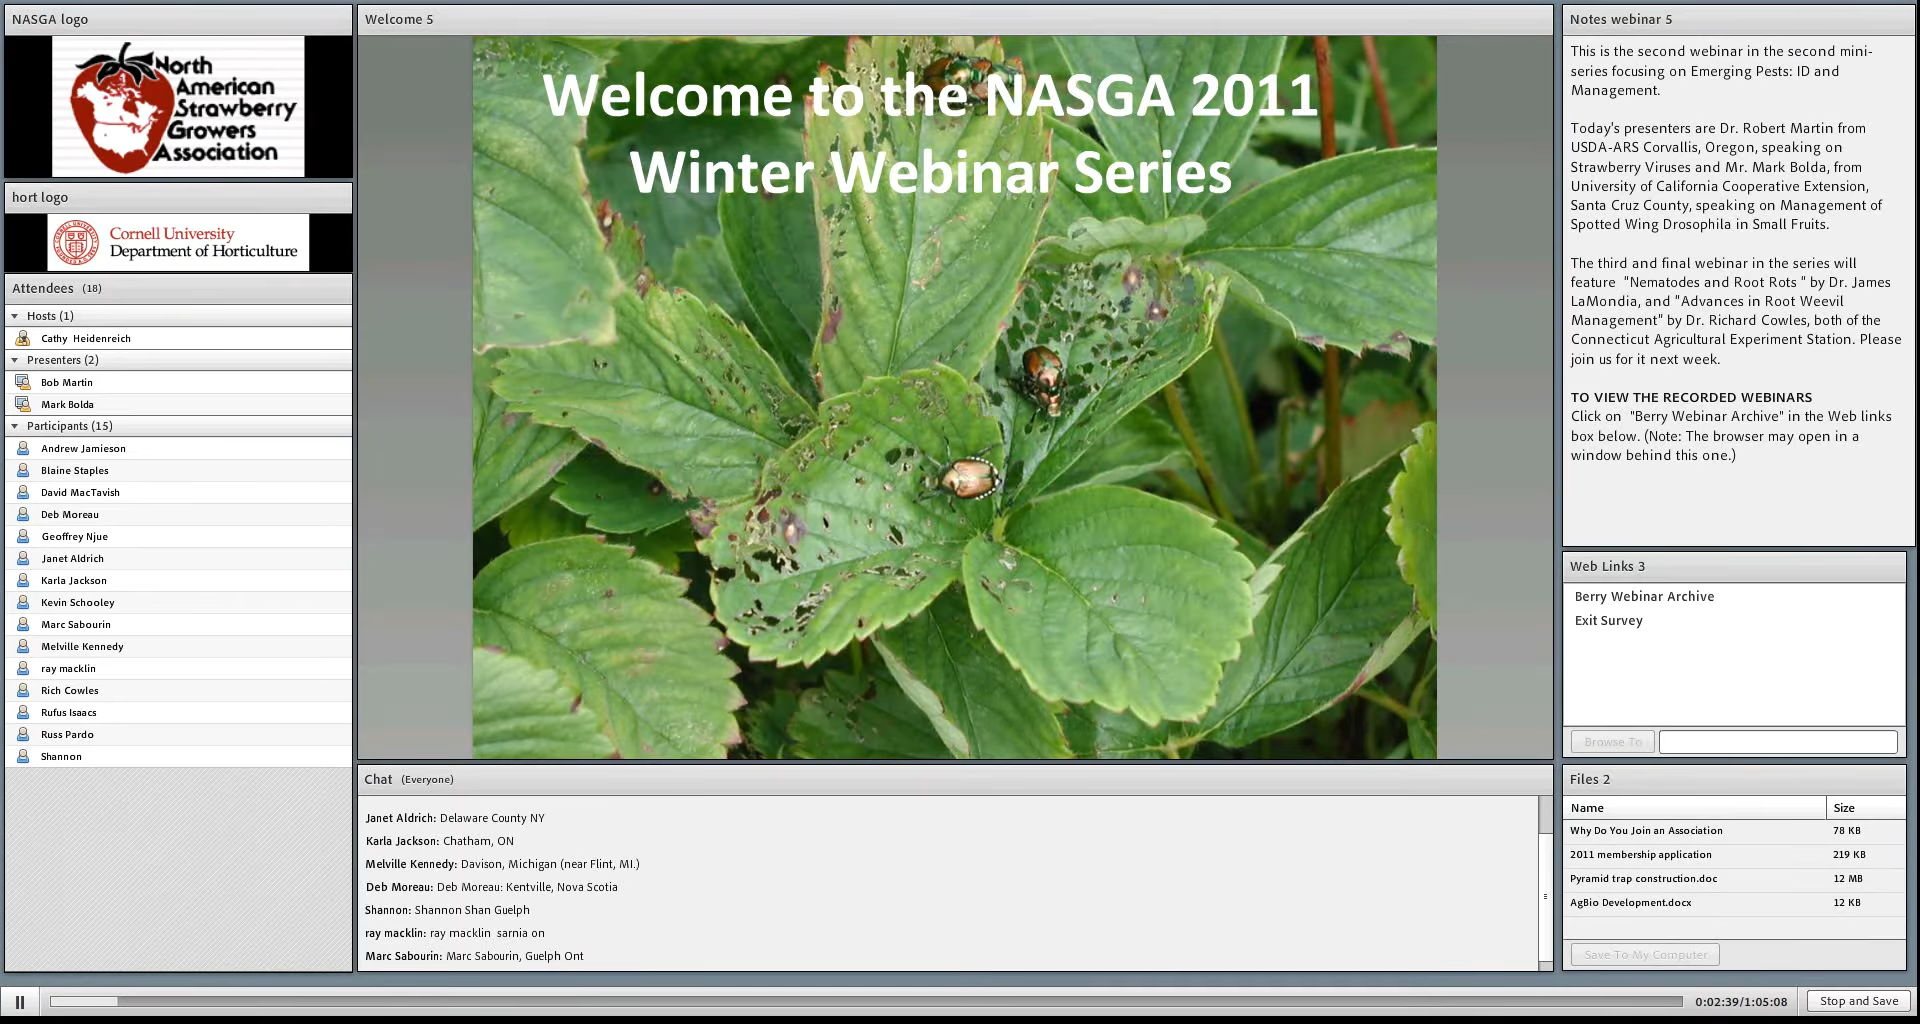 NASGA logo
North
American
Strawberry
Growers
Association
hort logo
Cornell University
Department of Horticulture
Attendees (18)
Hosts (1)
Cathy Heidenreich
Presenters (2)
Bob Martin
Mark Bolda
Participants (15)
Andrew Jamieson
Blaine Staples
David MacTavish
Deb Moreau
Geoffrey Njue
Janet Aldrich
Karla Jackson
Kevin Schooley
Marc Sabourin
Melville Kennedy
ray macklin
Rich Cowles
Rufus Isaacs
Russ Pardo
Shannon
Welcome 5
Welcome to the NASGA 2011
Winter Webinar Series
Chat (Everyone)
Janet Aldrich: Delaware County NY
Karla Jackson: Chatham, ON
Melville Kennedy: Davison, Michigan (near Flint, MI.)
Deb Moreau: Deb Moreau: Kentville, Nova Scotia
Shannon: Shannon Shan Guelph
ray macklin: ray macklin sarnia on
Marc Sabourin: Marc Sabourin, Guelph Ont
Notes webinar 5
This is the second webinar in the second mini-
series focusing on Emerging Pests: ID and
Management.
Today's presenters are Dr. Robert Martin from
USDA-ARS Corvallis, Oregon, speaking on
Strawberry Viruses and Mr. Mark Bolda, from
University of California Cooperative Extension,
Santa Cruz County, speaking on Management of
Spotted Wing Drosophila in Small Fruits.
The third and final webinar in the series will
feature "Nematodes and Root Rots " by Dr. James
LaMondia, and "Advances in Root Weevil
Management" by Dr. Richard Cowles, both of the
Connecticut Agricultural Experiment Station. Please
join us for it next week.
TO VIEW THE RECORDED WEBINARS
Click on "Berry Webinar Archive" in the Web links
box below. (Note: The browser may open in a
window behind this one.)
Web Links 3
Berry Webinar Archive
Exit Survey
Browse To
Files 2
Name Size
Why Do You Join an Association 78 KB
2011 membership application 219 KB
Pyramid trap construction.doc 12 MB
AgBio Development.docx 12 KB
Save To My Computer
0:02:39/1:05:08
Stop and Save